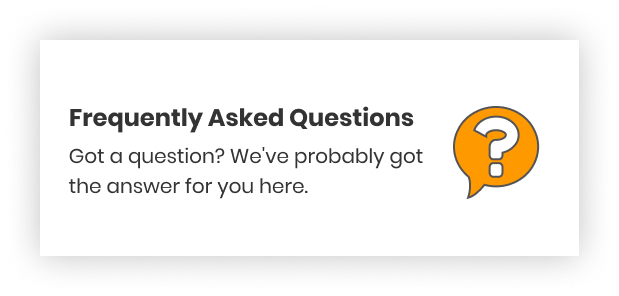 Frequently Asked Questions
Got a question? We've probably got
the answer for you here.
?